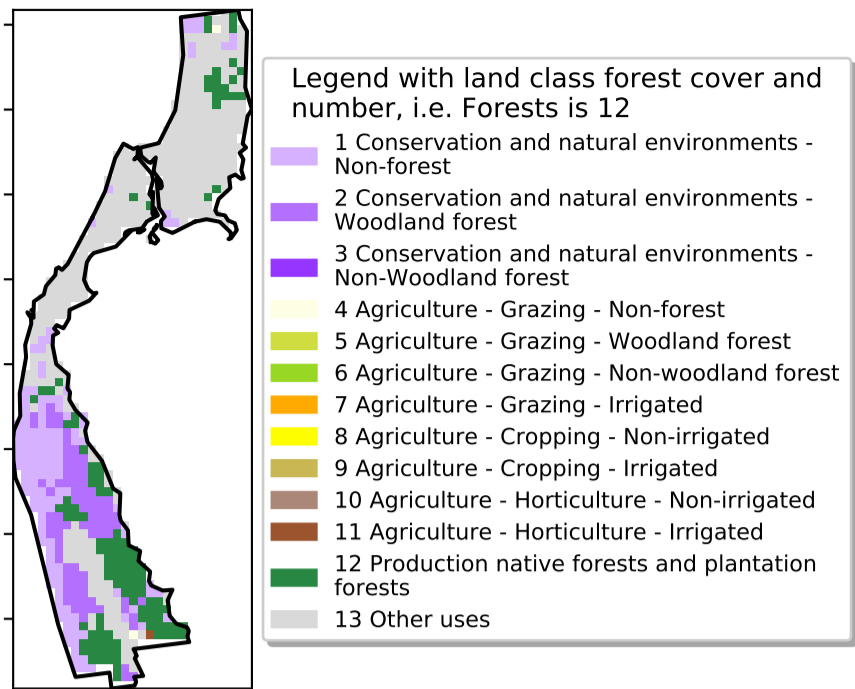 Legend with land class forest cover and
number, i.e. Forests is 12
1 Conservation and natural environments -
Non-forest
2 Conservation and natural environments -
Woodland forest
3 Conservation and natural environments -
Non-Woodland forest
4 Agriculture - Grazing - Non-forest
5 Agriculture - Grazing - Woodland forest
6 Agriculture - Grazing - Non-woodland forest
7 Agriculture - Grazing - Irrigated
8 Agriculture - Cropping - Non-irrigated
9 Agriculture - Cropping - Irrigated
10 Agriculture - Horticulture - Non-irrigated
11 Agriculture - Horticulture - Irrigated
12 Production native forests and plantation
forests
13 Other uses